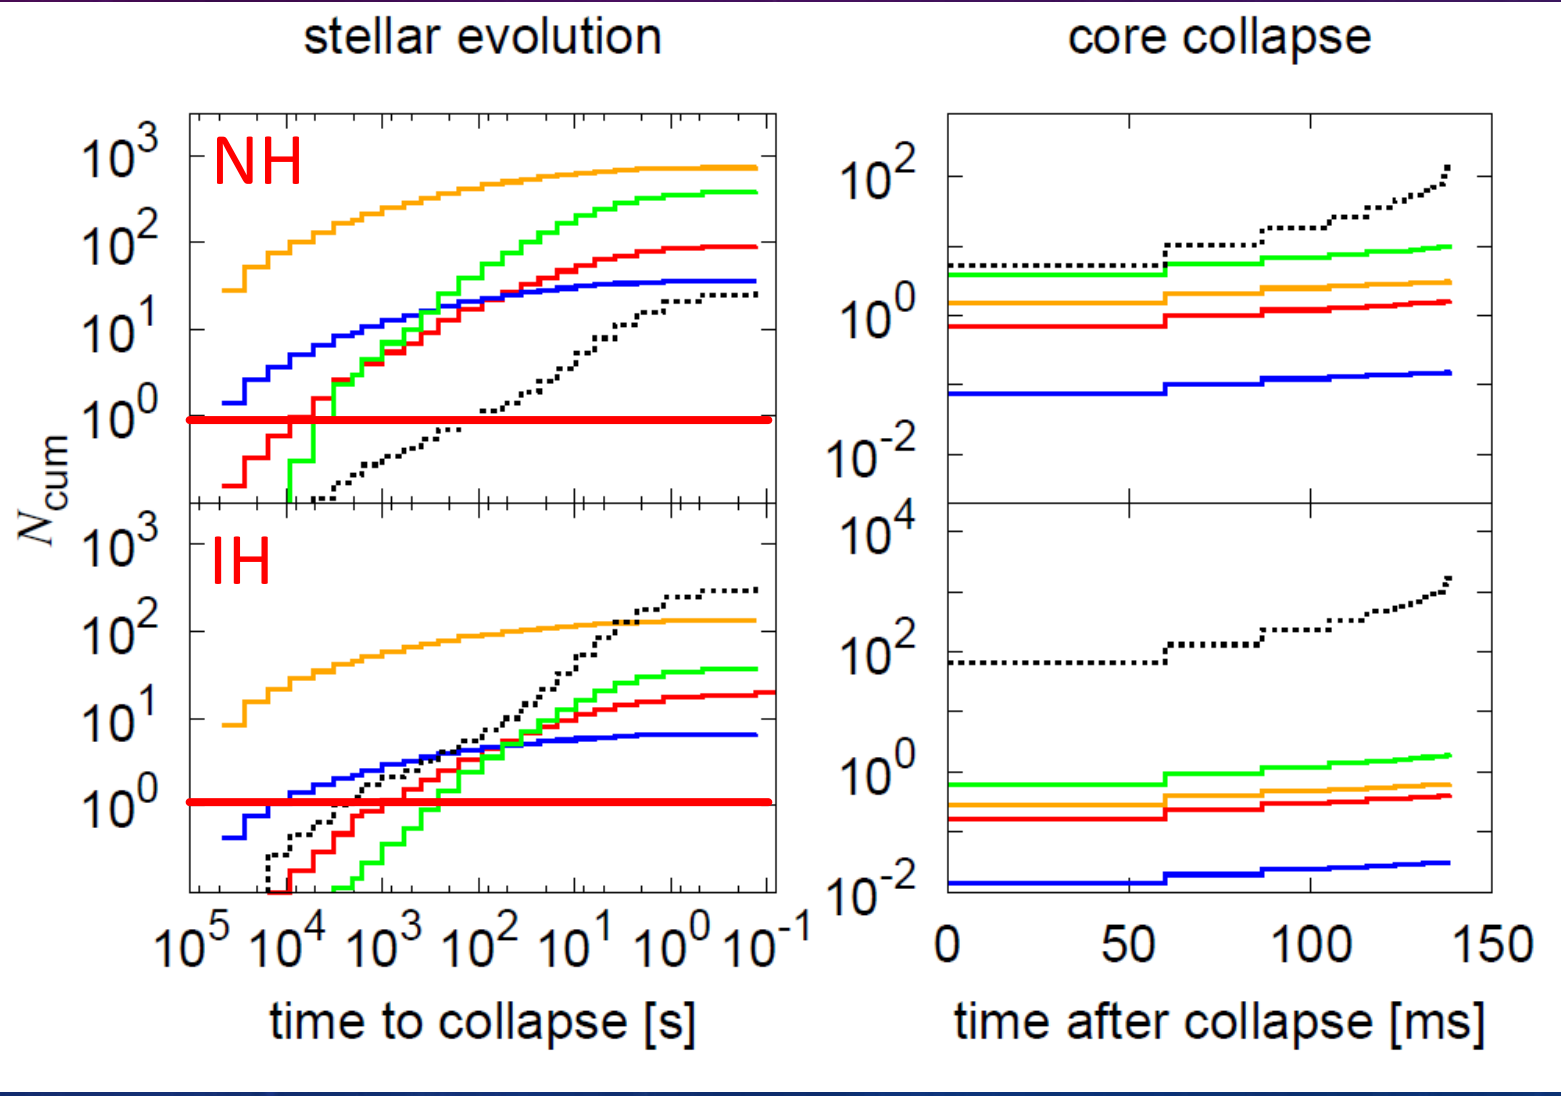 stellar evolution
core collapse
NH
10^3
10^2
10^1
10^0
10^2
10^0
10^-2
N_cum
IH
10^3
10^2
10^1
10^0
10^4
10^2
10^0
10^-2
10^5 10^4 10^3 10^2 10^1 10^0 10^-1
0 50 100 150
time to collapse [s]
time after collapse [ms]